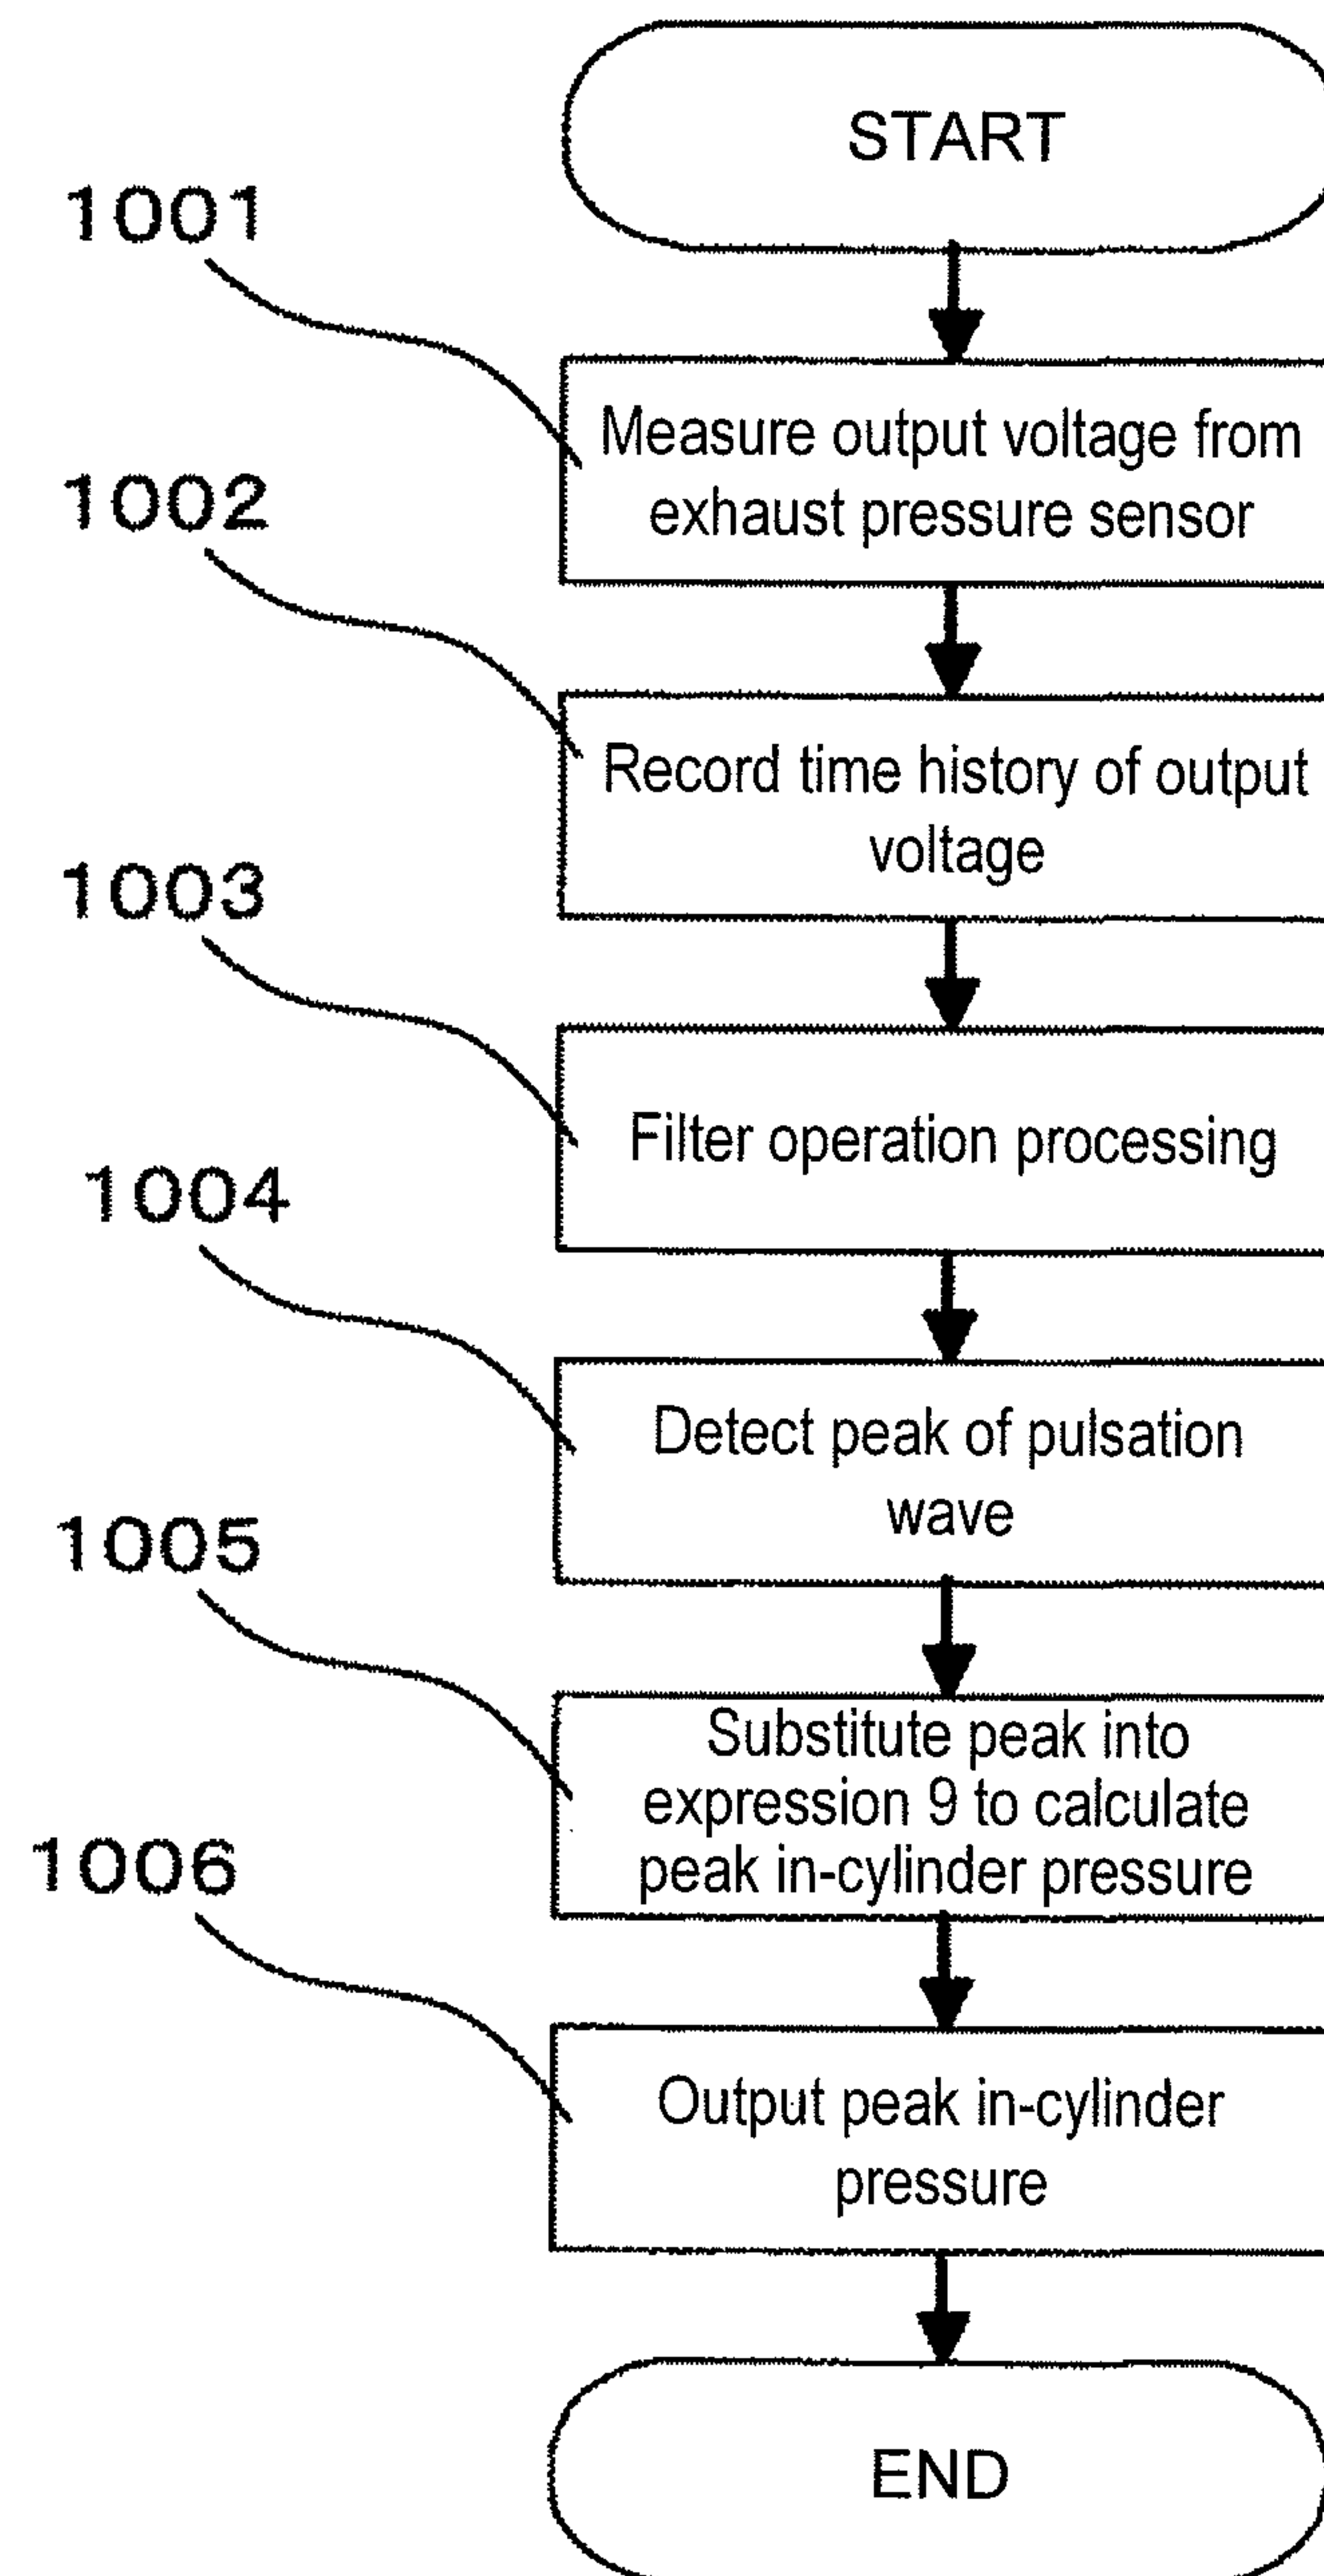 START
1001
Measure output voltage from
exhaust pressure sensor
1002
Record time history of output
voltage
1003
Filter operation processing
1004
Detect peak of pulsation
wave
1005
Substitute peak into
expression 9 to calculate
peak in-cylinder pressure
1006
Output peak in-cylinder
pressure
END